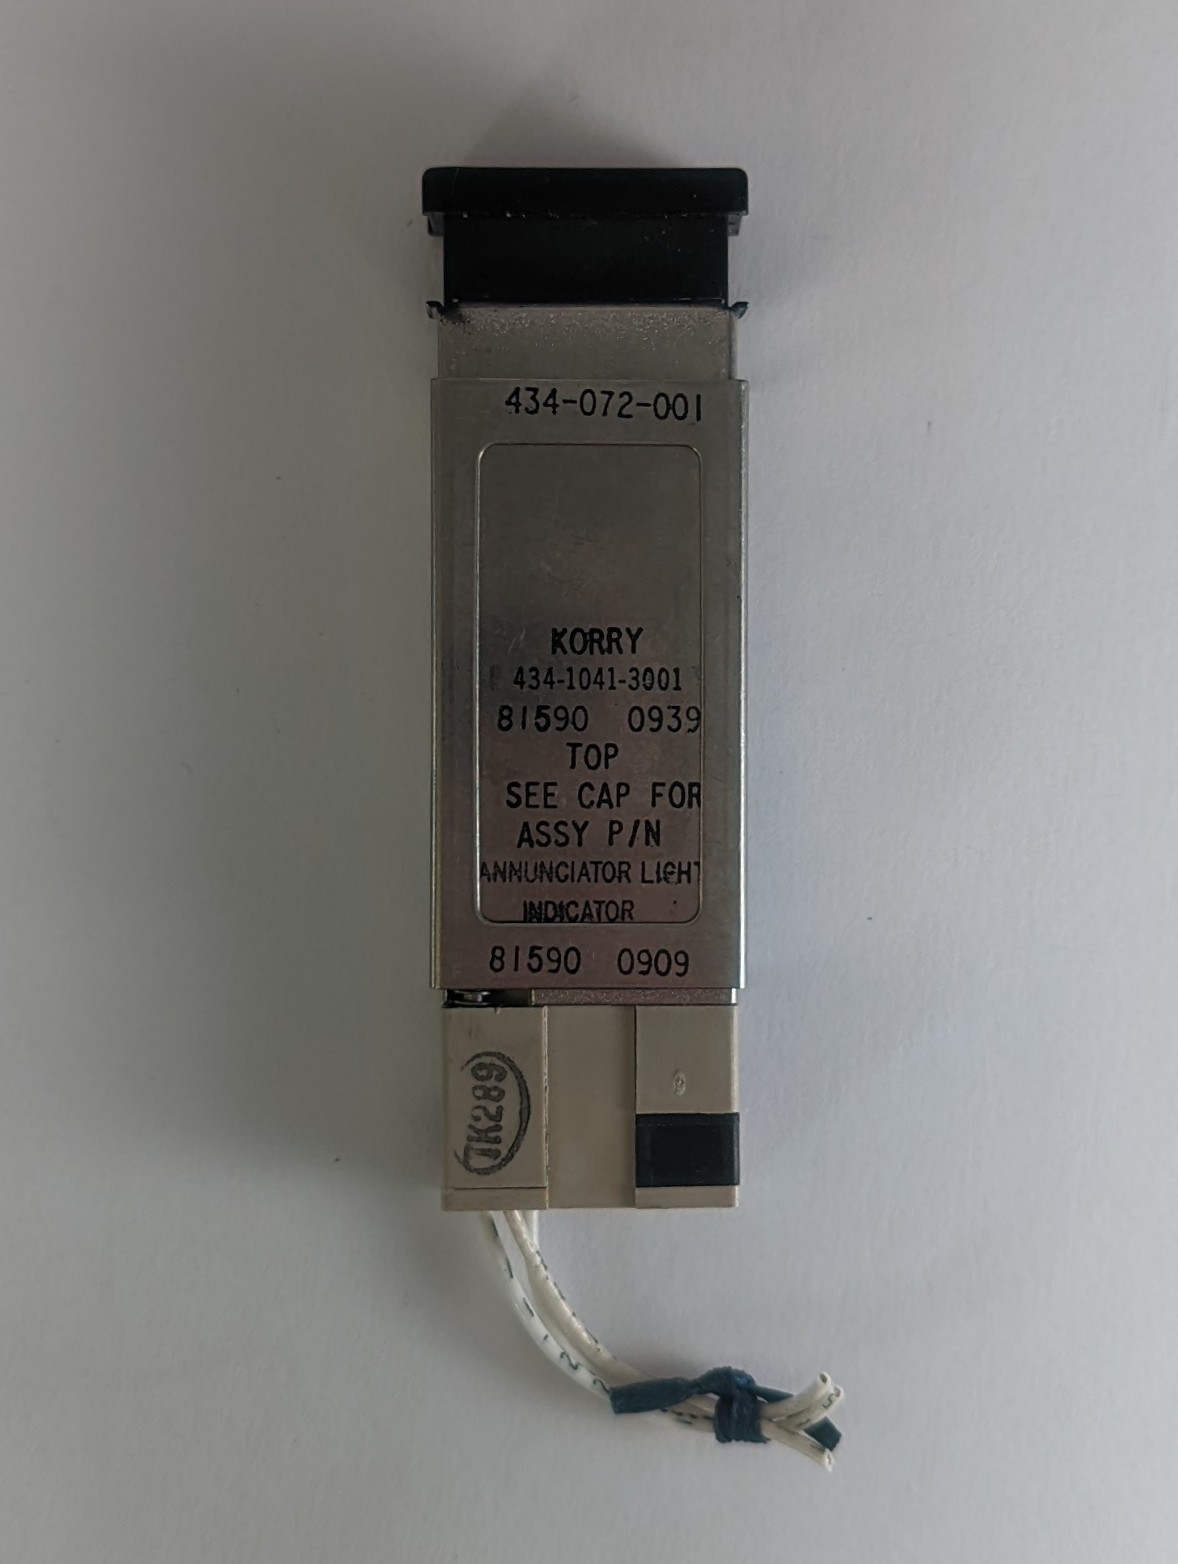 434-072-001
KORRY
434-1041-3001
81590 0939
TOP
SEE CAP FOR
ASSY P/N
ANNUNCIATOR LIGHT
INDICATOR
81590 0909
TK289